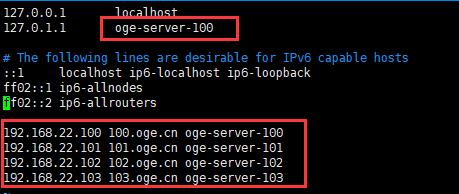 127.0.0.1 localhost
127.0.1.1 oge-server-100
# The following lines are desirable for IPv6 capable hosts
::1 localhost ip6-localhost ip6-loopback
ff02::1 ip6-allnodes
ff02::2 ip6-allrouters
192.168.22.100 100.oge.cn oge-server-100
192.168.22.101 101.oge.cn oge-server-101
192.168.22.102 102.oge.cn oge-server-102
192.168.22.103 103.oge.cn oge-server-103